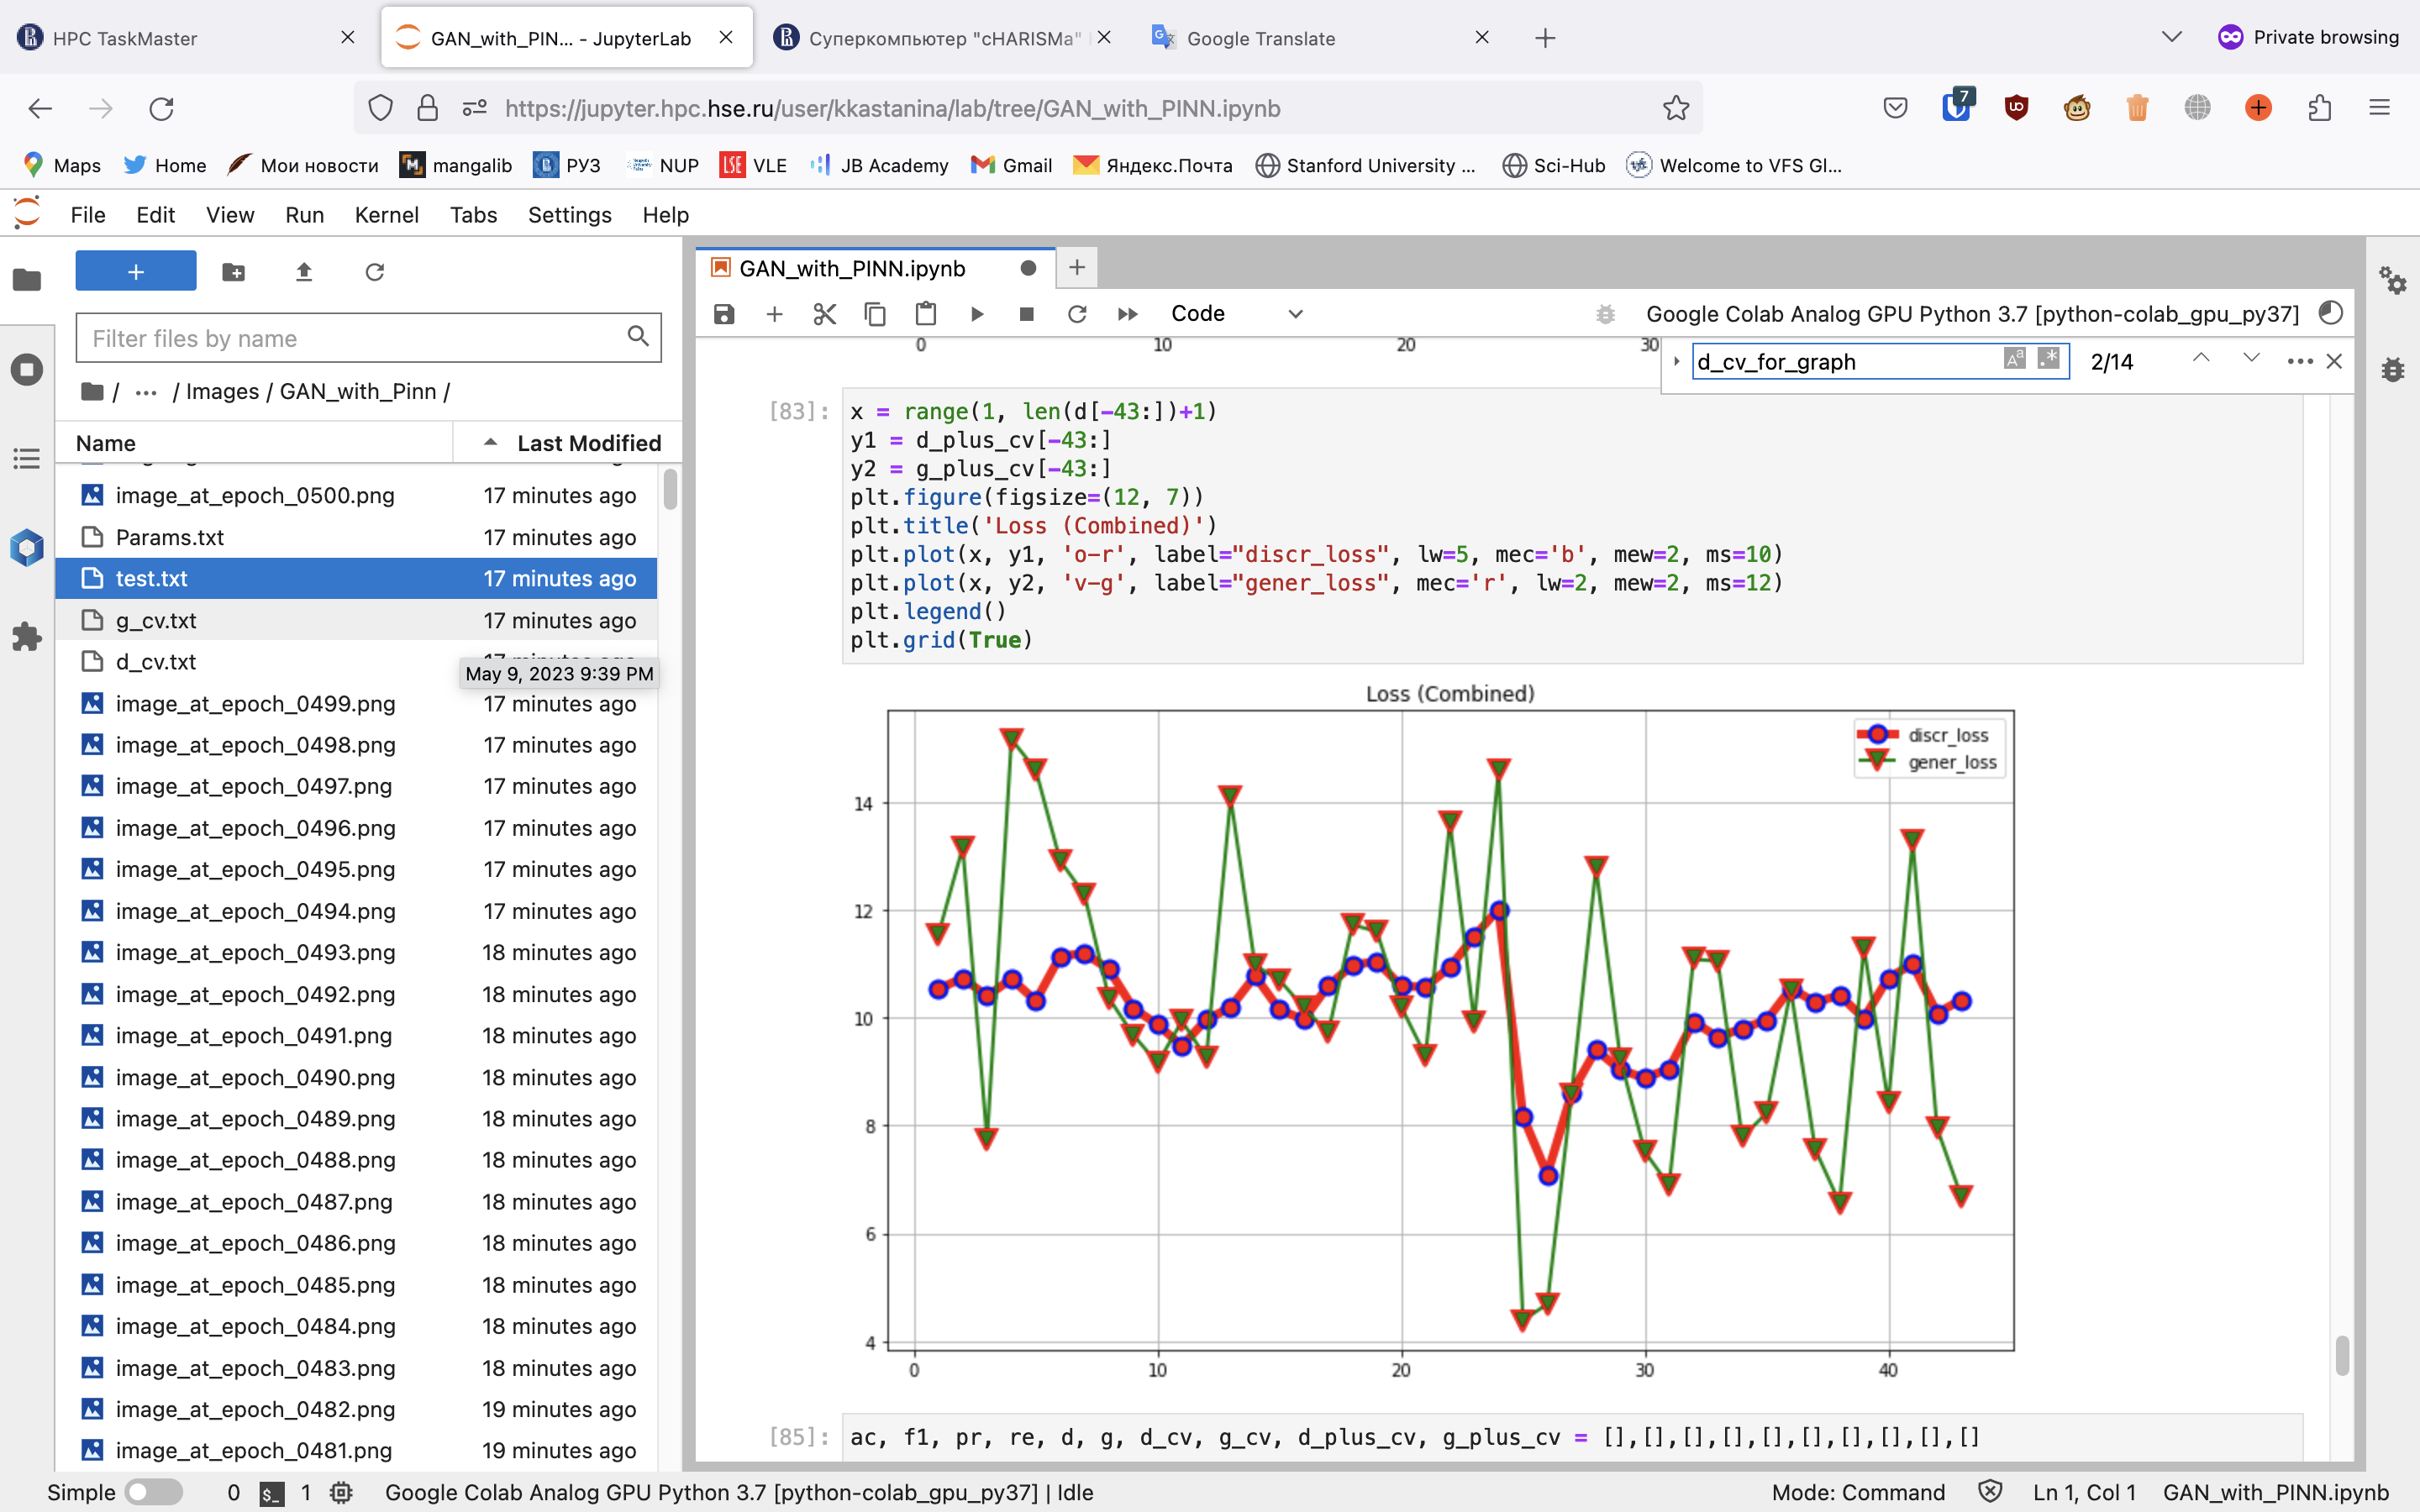 HPC TaskMaster
GAN_with_PIN... - JupyterLab
Суперкомпьютер "cHARISMa"
Google Translate
Private browsing
https://jupyter.hpc.hse.ru/user/kkastanina/lab/tree/GAN_with_PINN.ipynb
7
Maps
Home
Мои новости
mangalib
РУЗ
NUP
LSE
VLE
JB Academy
Gmail
Яндекс.Почта
Stanford University ...
Sci-Hub
Welcome to VFS Gl...
File
Edit
View
Run
Kernel
Tabs
Settings
Help
Filter files by name
/ ... / Images / GAN_with_Pinn /
Name
Last Modified
image_at_epoch_0500.png 17 minutes ago
Params.txt 17 minutes ago
test.txt 17 minutes ago
g_cv.txt 17 minutes ago
d_cv.txt
May 9, 2023 9:39 PM
image_at_epoch_0499.png 17 minutes ago
image_at_epoch_0498.png 17 minutes ago
image_at_epoch_0497.png 17 minutes ago
image_at_epoch_0496.png 17 minutes ago
image_at_epoch_0495.png 17 minutes ago
image_at_epoch_0494.png 17 minutes ago
image_at_epoch_0493.png 18 minutes ago
image_at_epoch_0492.png 18 minutes ago
image_at_epoch_0491.png 18 minutes ago
image_at_epoch_0490.png 18 minutes ago
image_at_epoch_0489.png 18 minutes ago
image_at_epoch_0488.png 18 minutes ago
image_at_epoch_0487.png 18 minutes ago
image_at_epoch_0486.png 18 minutes ago
image_at_epoch_0485.png 18 minutes ago
image_at_epoch_0484.png 18 minutes ago
image_at_epoch_0483.png 18 minutes ago
image_at_epoch_0482.png 19 minutes ago
image_at_epoch_0481.png 19 minutes ago
GAN_with_PINN.ipynb
Code
Google Colab Analog GPU Python 3.7 [python-colab_gpu_py37]
0 10 20 30
d_cv_for_graph
2/14
[83]:
x = range(1, len(d[-43:])+1)
y1 = d_plus_cv[-43:]
y2 = g_plus_cv[-43:]
plt.figure(figsize=(12, 7))
plt.title('Loss (Combined)')
plt.plot(x, y1, 'o-r', label="discr_loss", lw=5, mec='b', mew=2, ms=10)
plt.plot(x, y2, 'v-g', label="gener_loss", mec='r', lw=2, mew=2, ms=12)
plt.legend()
plt.grid(True)
Loss (Combined)
discr_loss
gener_loss
14
12
10
8
6
4
0 10 20 30 40
[85]:
ac, f1, pr, re, d, g, d_cv, g_cv, d_plus_cv, g_plus_cv = [],[],[],[],[],[],[],[],[],[]
Simple
0
$_
1
Google Colab Analog GPU Python 3.7 [python-colab_gpu_py37] | Idle
Mode: Command
Ln 1, Col 1
GAN_with_PINN.ipynb